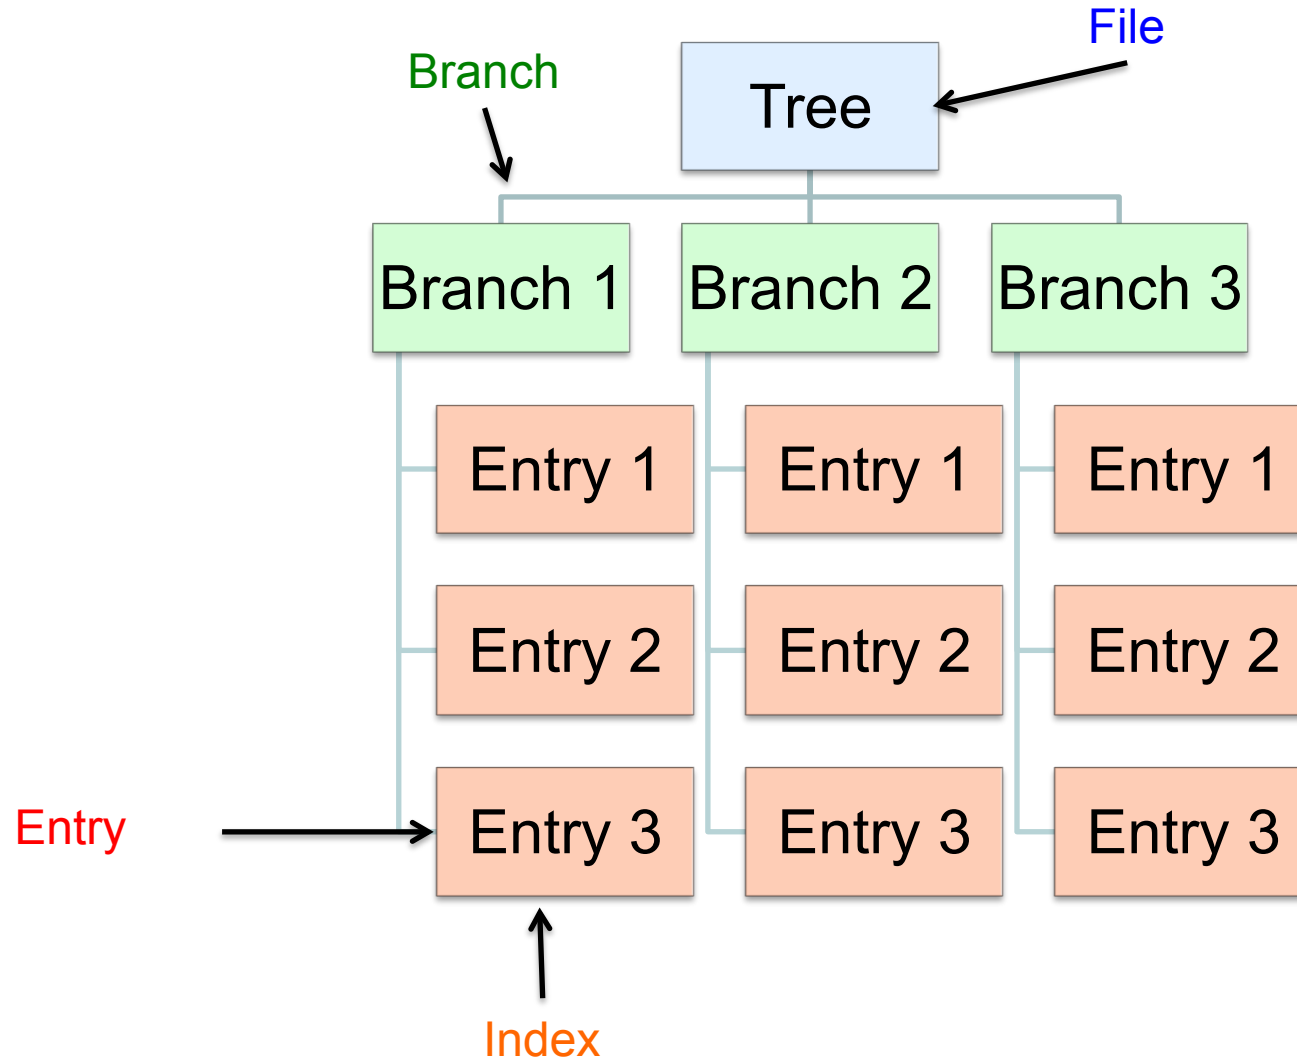 File
Branch
Tree
Branch 1
Branch 2
Branch 3
Entry 1
Entry 1
Entry 1
Entry 2
Entry 2
Entry 2
Entry
Entry 3
Entry 3
Entry 3
Index